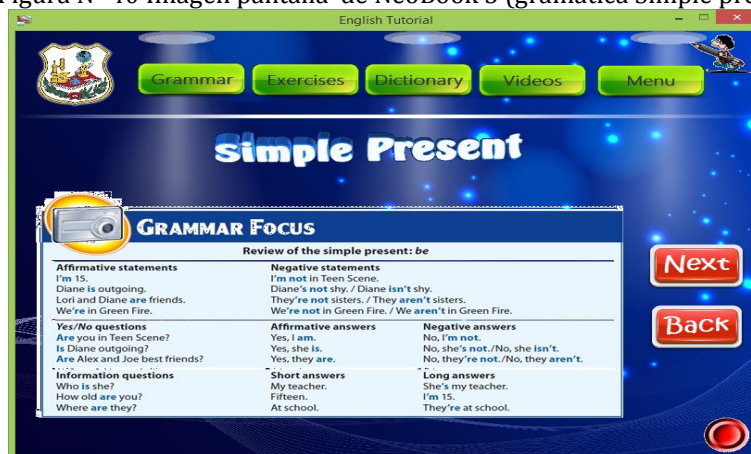 Figura N° 10 Imagen pantalla de NeoBook 5 (gramática simple pre
English Tutorial
Grammar Exercises Dictionary Videos Menu
Simple Present
GRAMMAR FOCUS
Review of the simple present: be
Affirmative statements Negative statements
I'm 15. I'm not in Teen Scene.
Diane is outgoing. Diane's not shy. / Diane isn't shy.
Lori and Diane are friends. They're not sisters. / They aren't sisters.
We're in Green Fire. We're not in Green Fire. / We aren't in Green Fire.
Yes/No questions Affirmative answers Negative answers
Are you in Teen Scene? Yes, I am. No, I'm not.
Is Diane outgoing? Yes, she is. No, she's not./No, she isn't.
Are Alex and Joe best friends? Yes, they are. No, they're not./No, they aren't.
Information questions Short answers Long answers
Who is she? My teacher. She's my teacher.
How old are you? Fifteen. I'm 15.
Where are they? At school. They're at school.
Next
Back